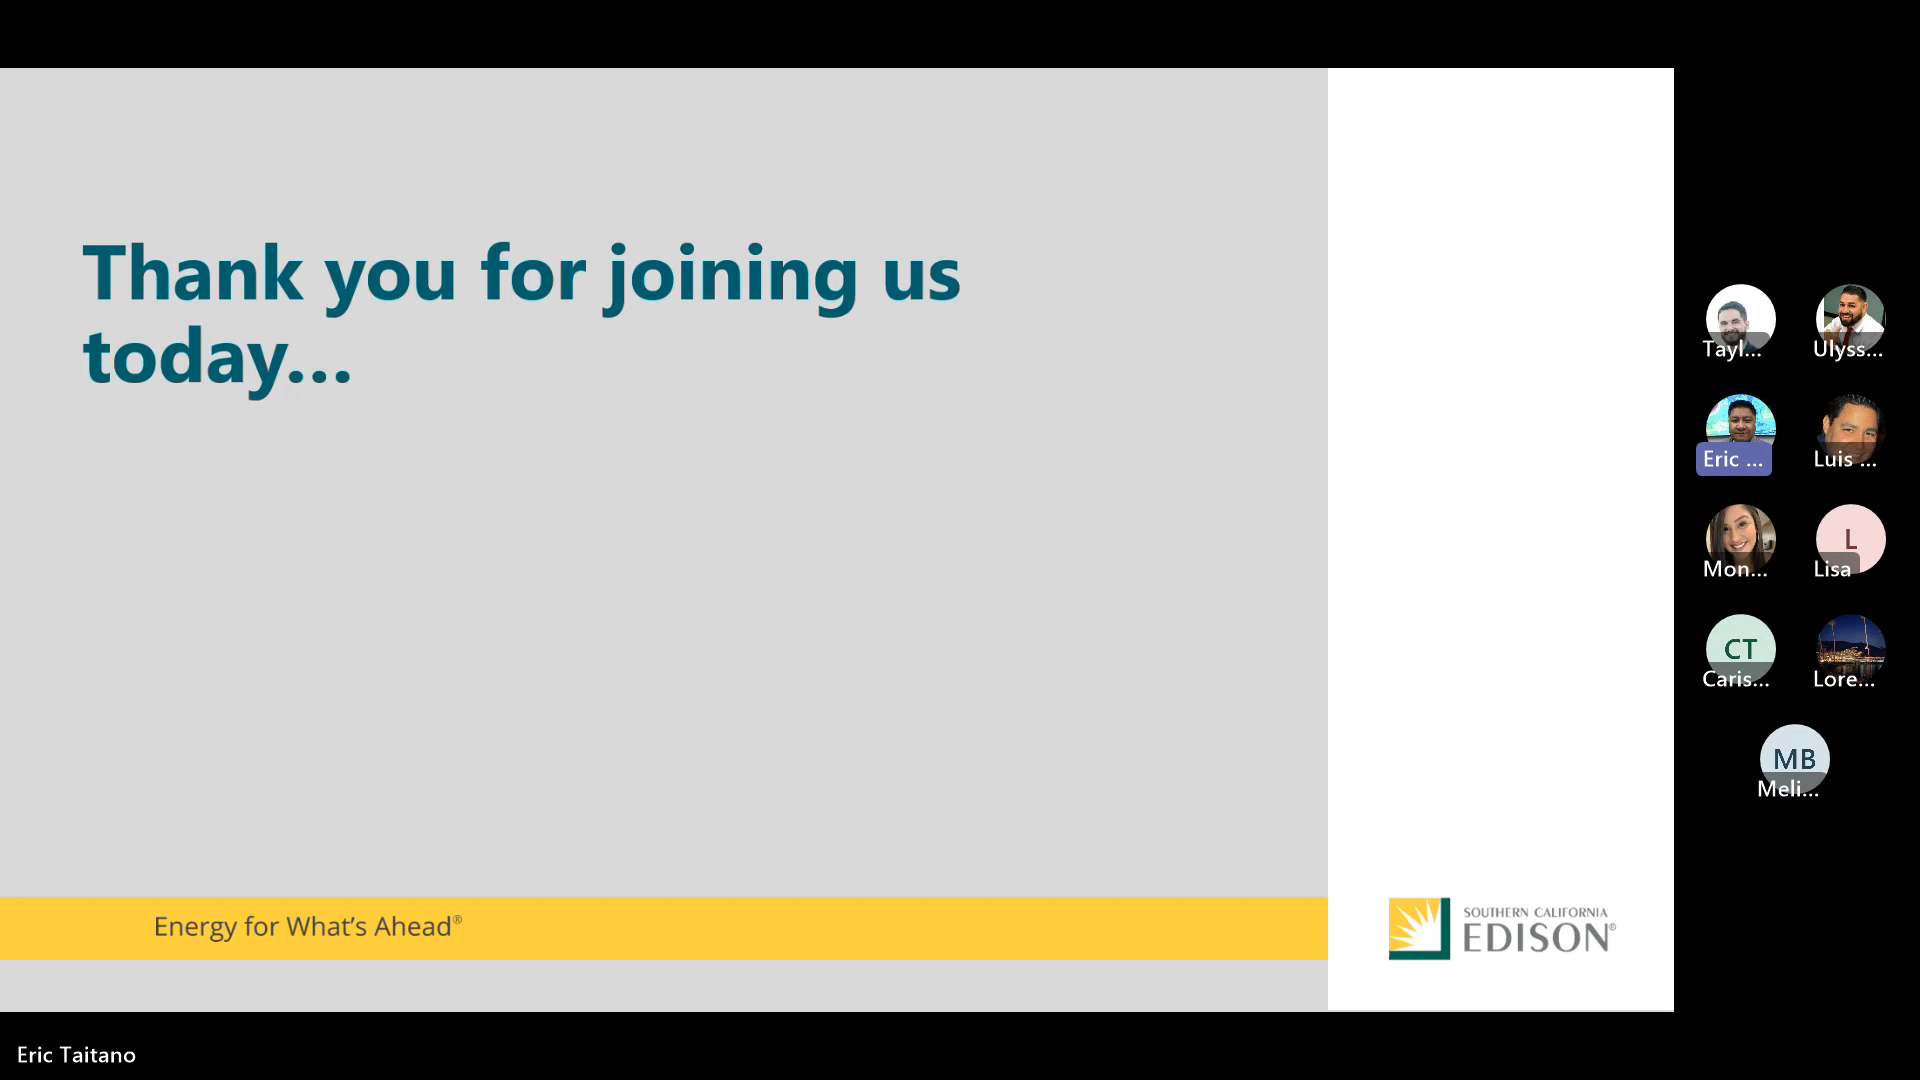 Thank you for joining us
today...
Energy for What's Ahead®
SOUTHERN CALIFORNIA
EDISON®
Tayl...
Ulyss...
Eric ...
Luis ...
Mon...
L
Lisa
CT
Caris...
Lore...
MB
Meli...
Eric Taitano